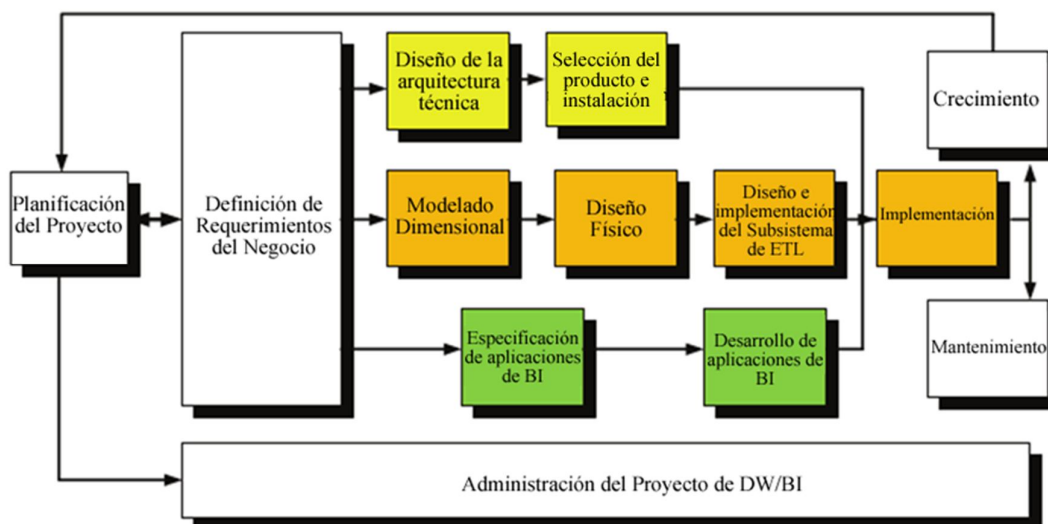 Planificación
del Proyecto
Definición de
Requerimientos
del Negocio
Diseño de la
arquitectura
técnica
Selección del
producto e
instalación
Modelado
Dimensional
Diseño
Físico
Diseño e
implementación
del Subsistema
de ETL
Implementación
Especificación
de aplicaciones
de BI
Desarrollo de
aplicaciones de
BI
Crecimiento
Mantenimiento
Administración del Proyecto de DW/BI